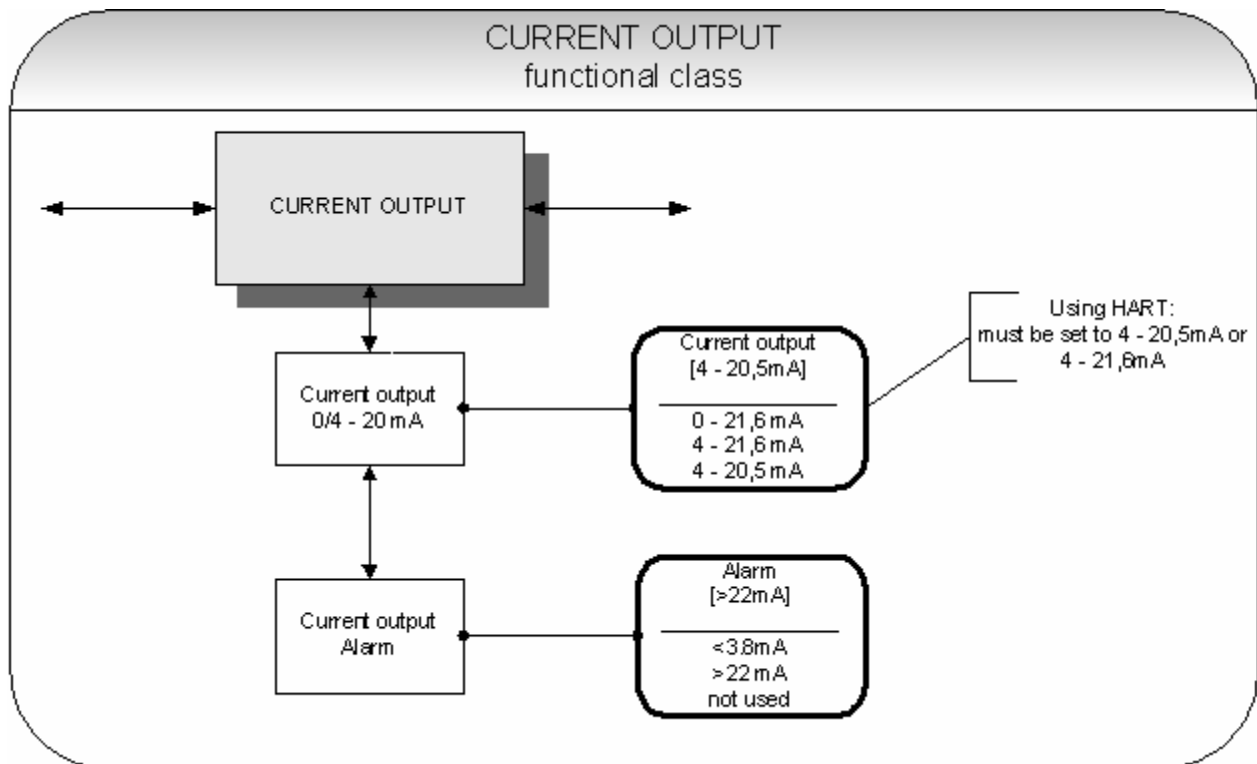 CURRENT OUTPUT
functional class
CURRENT OUTPUT
Current output
0/4 - 20 mA
Current output
[4 - 20,5mA]
0 - 21,6 mA
4 - 21,6 mA
4 - 20,5 mA
Using HART:
must be set to 4 - 20,5mA or
4 - 21,6mA
Current output
Alarm
Alarm
[>22mA]
<3.8mA
>22 mA
not used